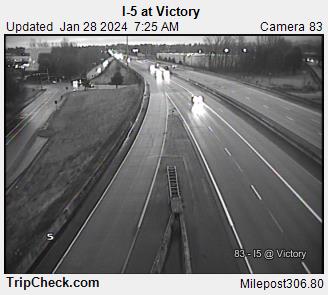 I-5 at Victory
Updated  Jan 28 2024  7:25 AM
Camera 83
S
83 - I5 @ Victory
TripCheck.com
Milepost306.80